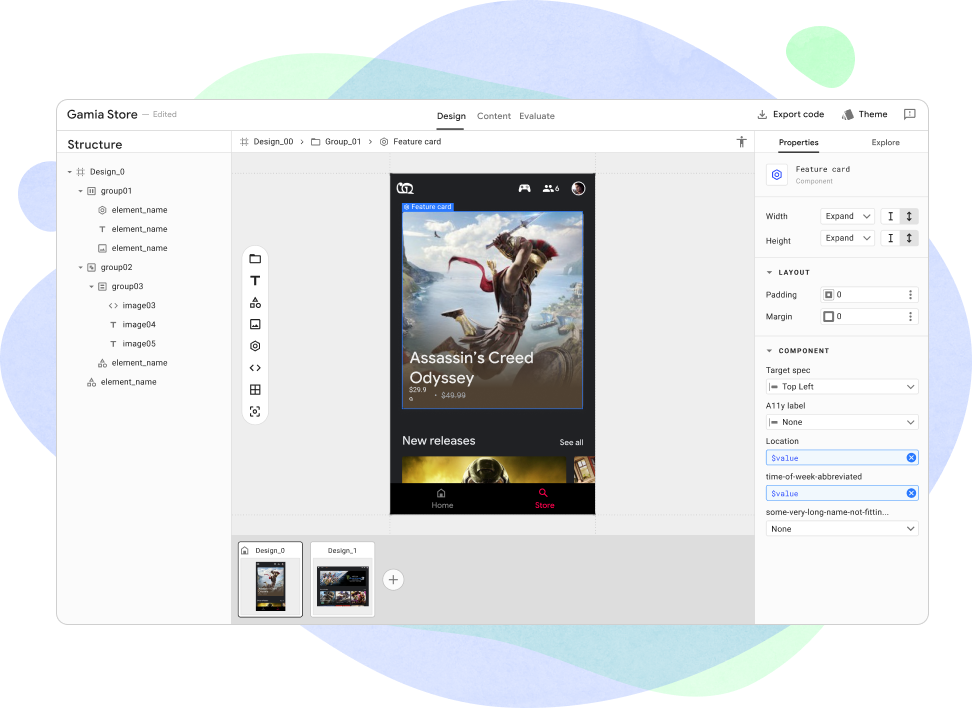 Gamia Store — Edited
Design Content Evaluate
Export code Theme
Structure
Design_00 > Group_01 > Feature card
Properties Explore
Design_0
group01
element_name
element_name
element_name
group02
group03
image03
image04
image05
element_name
element_name
6
Feature card
Assassin's Creed
Odyssey
$29.9
9
· $49.99
New releases See all
Home Store
Design_0 Design_1
Feature card
Component
Width Expand
Height Expand
LAYOUT
Padding 0
Margin 0
COMPONENT
Target spec
Top Left
A11y label
None
Location
$value
time-of-week-abbreviated
$value
some-very-long-name-not-fittin...
None